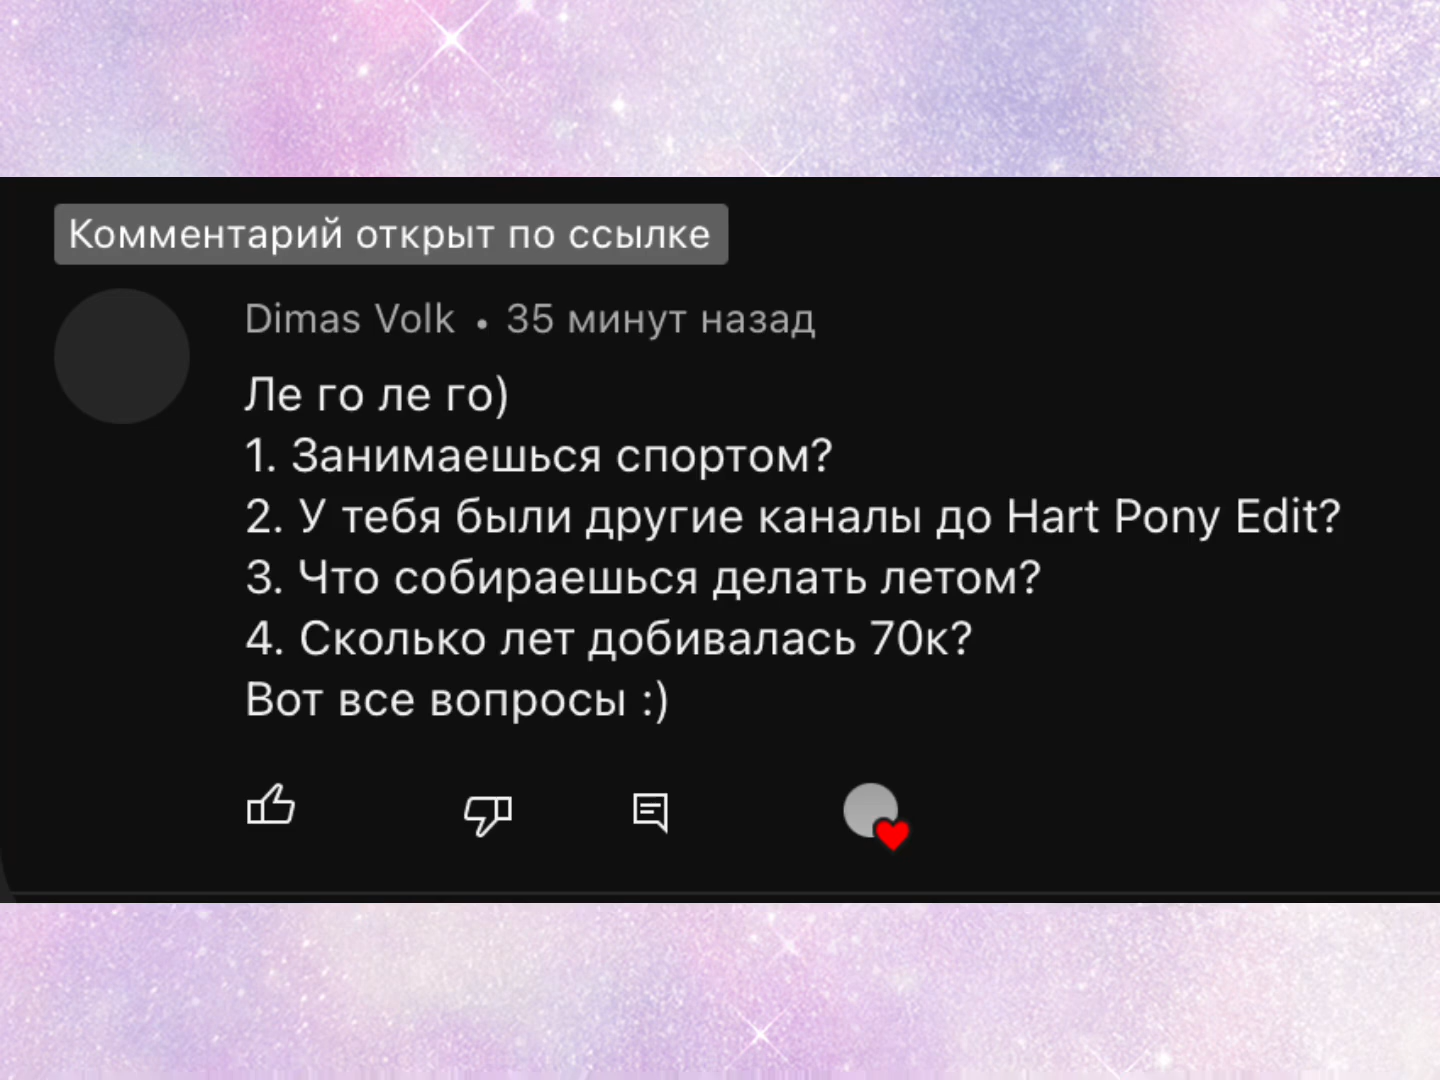 Комментарий открыт по ссылке
Dimas Volk • 35 минут назад
Ле го ле го)
1. Занимаешься спортом?
2. У тебя были другие каналы до Hart Pony Edit?
3. Что собираешься делать летом?
4. Сколько лет добивалась 70к?
Вот все вопросы :)